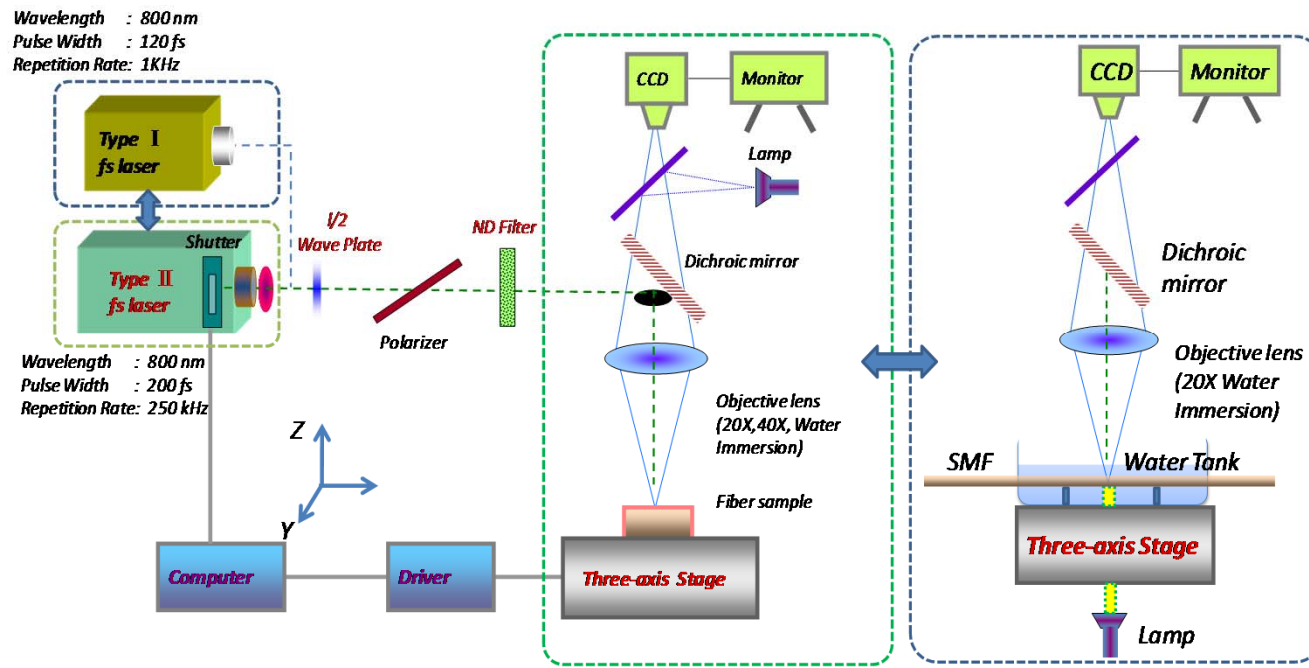 Wavelength : 800 nm
Pulse Width : 120 fs
Repetition Rate : 1KHz
Type I
fs laser
Shutter
Type II
fs laser
Wavelength : 800 nm
Pulse Width : 200 fs
Repetition Rate: 250 kHz
l/2
Wave Plate
Polarizer
ND Filter
CCD
Monitor
Lamp
Dichroic mirror
Objective lens
(20X,40X, Water
Immersion)
Fiber sample
Three-axis Stage
Z
Y
Computer
Driver
CCD
Monitor
Dichroic
mirror
Objective lens
(20X Water
Immersion)
SMF
Water Tank
Three-axis Stage
Lamp